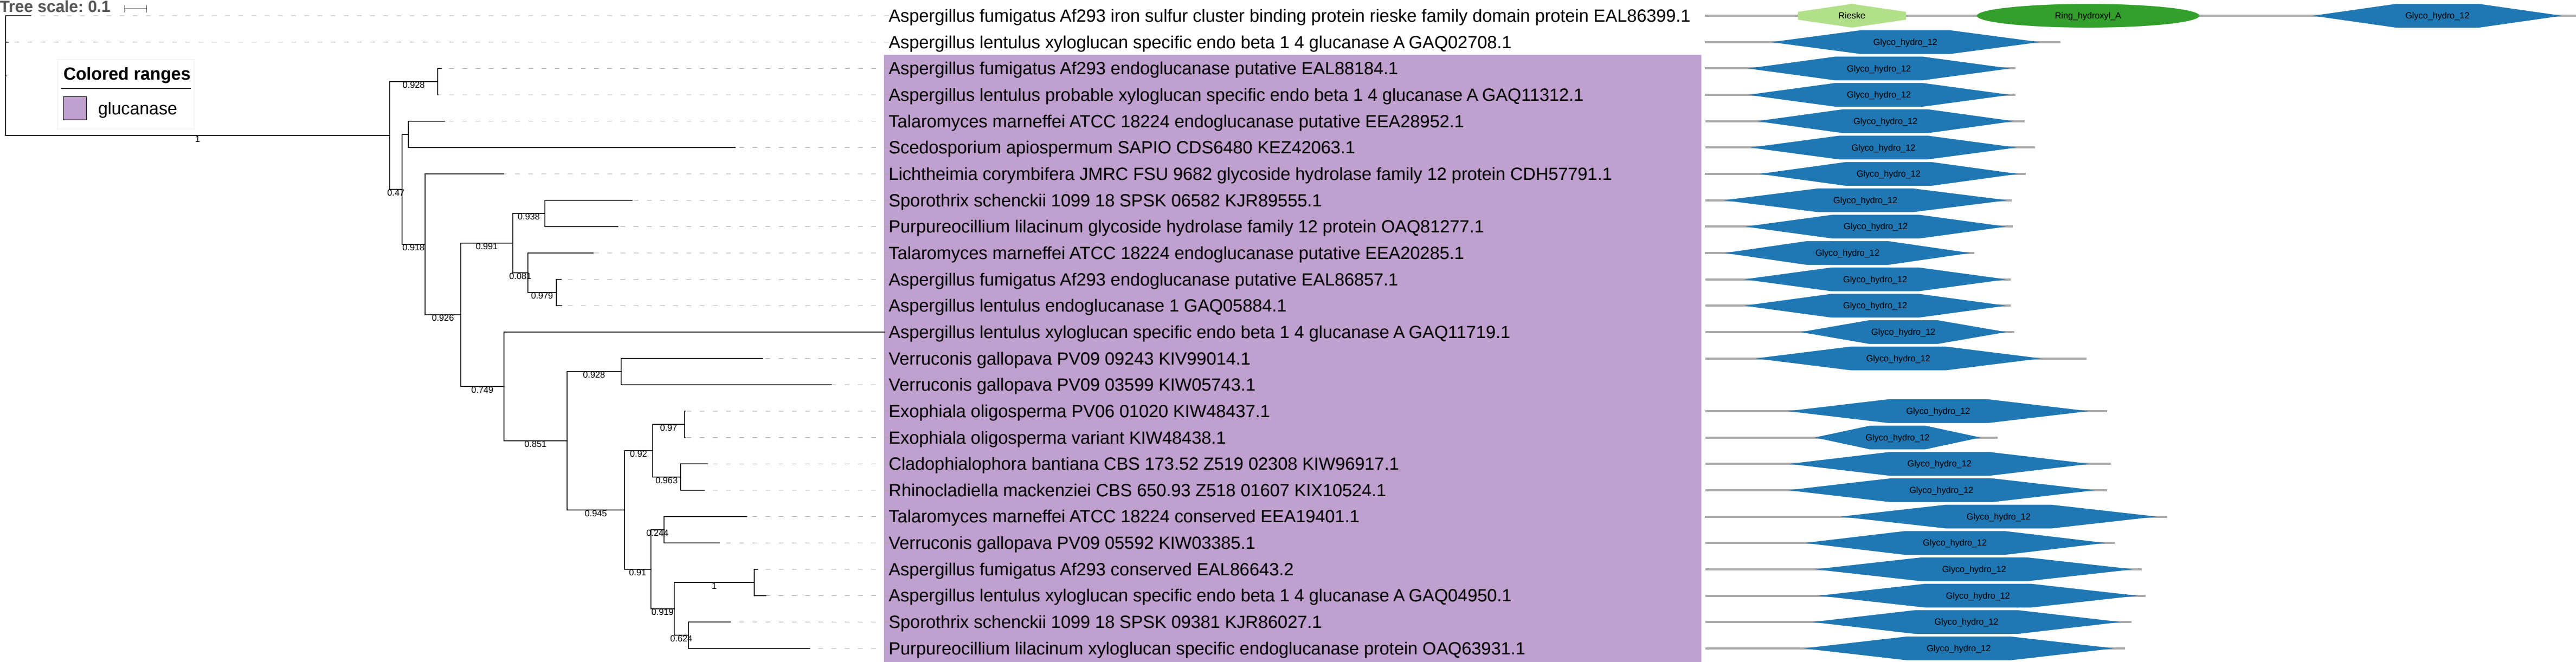 Tree scale: 0.1
Colored ranges
glucanase
Aspergillus fumigatus Af293 iron sulfur cluster binding protein rieske family domain protein EAL86399.1 Rieske Ring_hydroxyl_A Glyco_hydro_12
Aspergillus lentulus xyloglucan specific endo beta 1 4 glucanase A GAQ02708.1 Glyco_hydro_12
0.928 Aspergillus fumigatus Af293 endoglucanase putative EAL88184.1 Glyco_hydro_12
Aspergillus lentulus probable xyloglucan specific endo beta 1 4 glucanase A GAQ11312.1 Glyco_hydro_12
Talaromyces marneffei ATCC 18224 endoglucanase putative EEA28952.1 Glyco_hydro_12
1 Scedosporium apiospermum SAPIO CDS6480 KEZ42063.1 Glyco_hydro_12
Lichtheimia corymbifera JMRC FSU 9682 glycoside hydrolase family 12 protein CDH57791.1 Glyco_hydro_12
0.47 Sporothrix schenckii 1099 18 SPSK 06582 KJR89555.1 Glyco_hydro_12
0.938 Purpureocillium lilacinum glycoside hydrolase family 12 protein OAQ81277.1 Glyco_hydro_12
0.918 0.991 Talaromyces marneffei ATCC 18224 endoglucanase putative EEA20285.1 Glyco_hydro_12
0.081 Aspergillus fumigatus Af293 endoglucanase putative EAL86857.1 Glyco_hydro_12
0.979 Aspergillus lentulus endoglucanase 1 GAQ05884.1 Glyco_hydro_12
0.926 Aspergillus lentulus xyloglucan specific endo beta 1 4 glucanase A GAQ11719.1 Glyco_hydro_12
Verruconis gallopava PV09 09243 KIV99014.1 Glyco_hydro_12
0.749 0.928 Verruconis gallopava PV09 03599 KIW05743.1
Exophiala oligosperma PV06 01020 KIW48437.1 Glyco_hydro_12
0.851 0.97 Exophiala oligosperma variant KIW48438.1 Glyco_hydro_12
0.92 Cladophialophora bantiana CBS 173.52 Z519 02308 KIW96917.1 Glyco_hydro_12
0.963 Rhinocladiella mackenziei CBS 650.93 Z518 01607 KIX10524.1 Glyco_hydro_12
0.945 Talaromyces marneffei ATCC 18224 conserved EEA19401.1 Glyco_hydro_12
0.244 Verruconis gallopava PV09 05592 KIW03385.1 Glyco_hydro_12
0.91 Aspergillus fumigatus Af293 conserved EAL86643.2 Glyco_hydro_12
1 Aspergillus lentulus xyloglucan specific endo beta 1 4 glucanase A GAQ04950.1 Glyco_hydro_12
0.919 Sporothrix schenckii 1099 18 SPSK 09381 KJR86027.1 Glyco_hydro_12
0.624 Purpureocillium lilacinum xyloglucan specific endoglucanase protein OAQ63931.1 Glyco_hydro_12